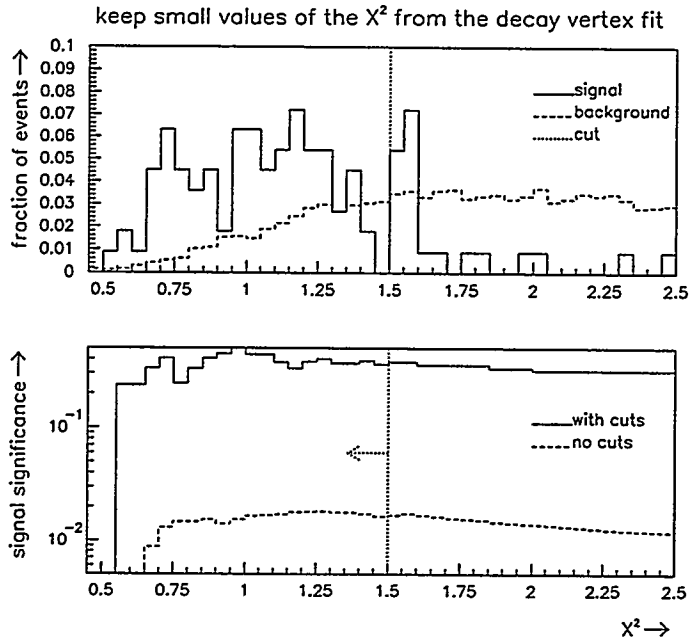 keep small values of the X² from the decay vertex fit
fraction of events →
0.1
0.09
0.08
0.07
0.06
0.05
0.04
0.03
0.02
0.01
0
signal
background
cut
0.5 0.75 1 1.25 1.5 1.75 2 2.25 2.5
signal significance →
10⁻¹
10⁻²
with cuts
no cuts
0.5 0.75 1 1.25 1.5 1.75 2 2.25 2.5
X² →